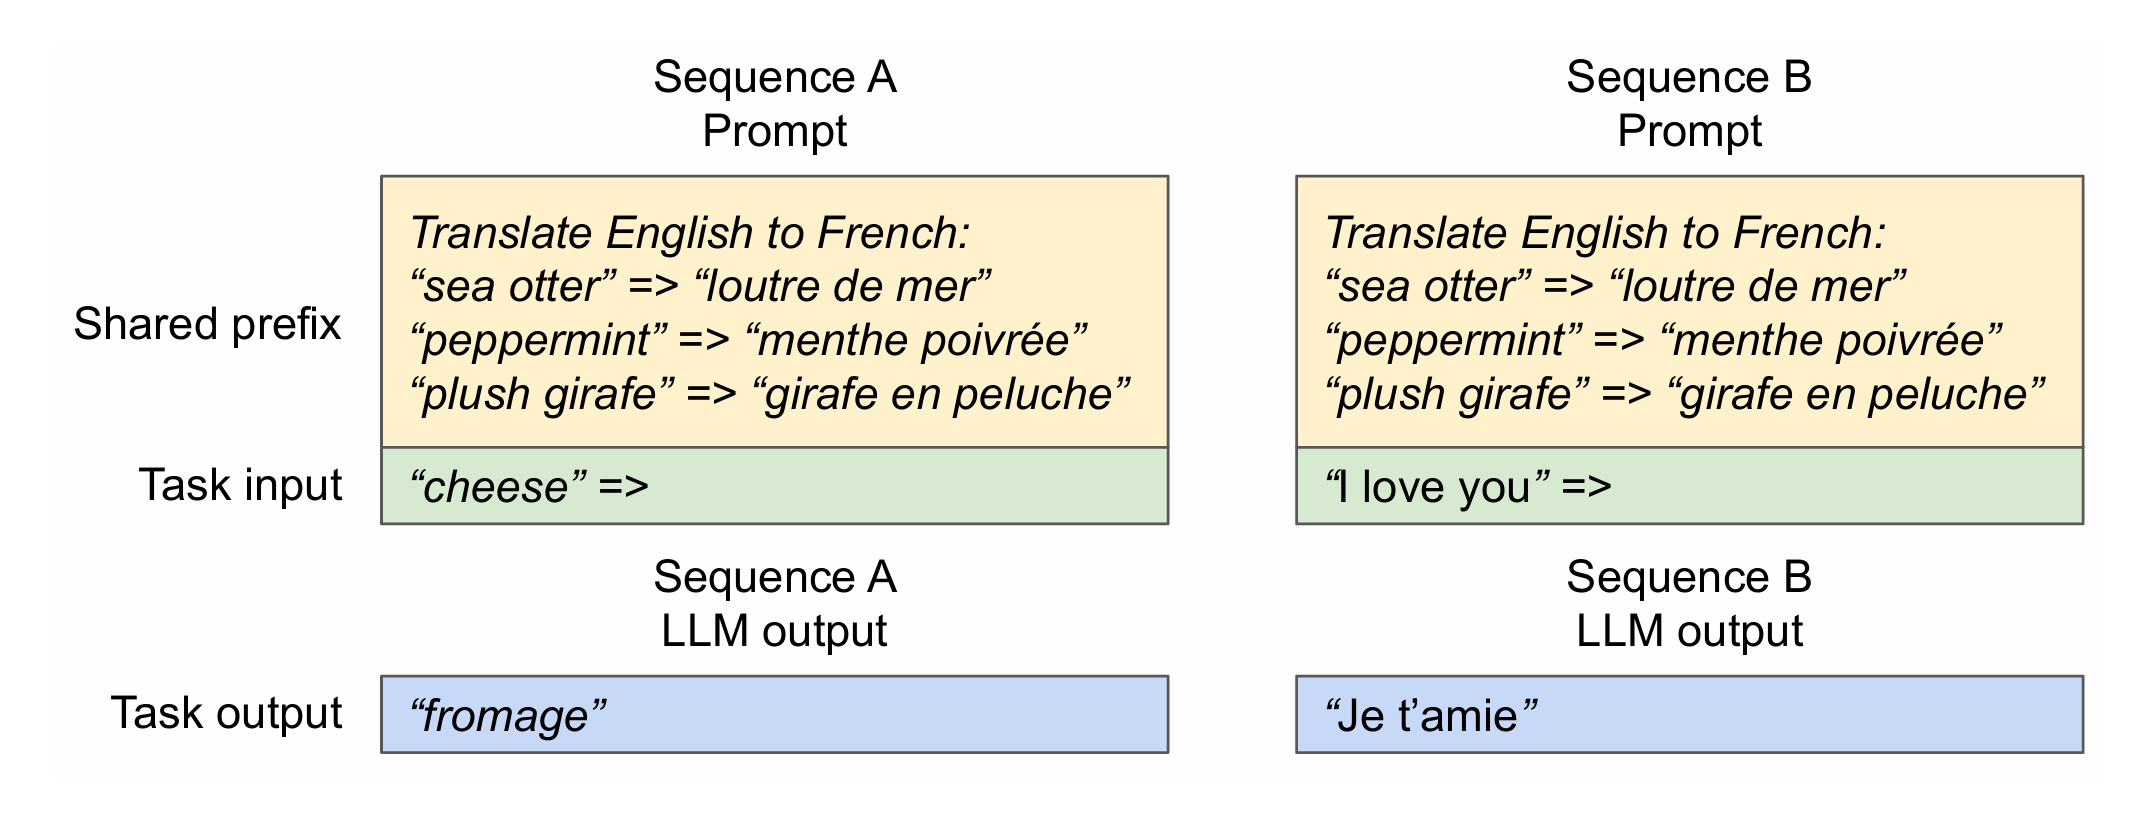 Sequence A
Prompt
Sequence B
Prompt
Shared prefix
Translate English to French:
“sea otter” => “loutre de mer”
“peppermint” => “menthe poivrée”
“plush girafe” => “girafe en peluche”
Translate English to French:
“sea otter” => “loutre de mer”
“peppermint” => “menthe poivrée”
“plush girafe” => “girafe en peluche”
Task input
“cheese” =>
“I love you” =>
Sequence A
LLM output
Sequence B
LLM output
Task output
“fromage”
“Je t’amie”